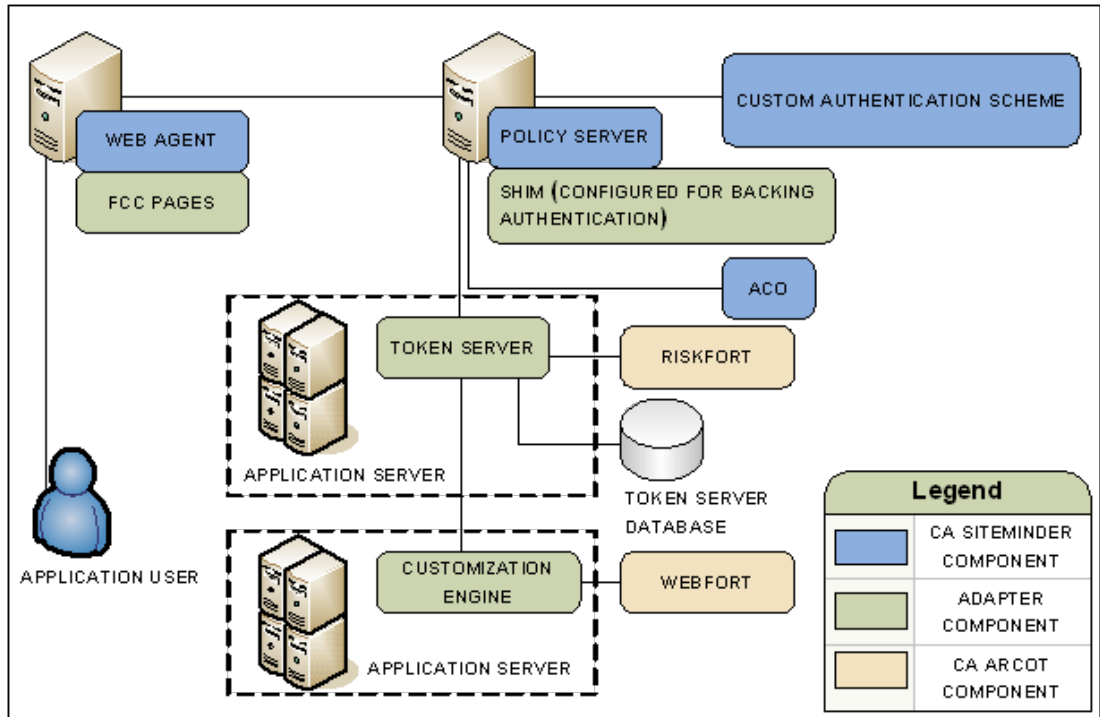 WEB AGENT
FCC PAGES
POLICY SERVER
SHIM (CONFIGURED FOR BACKING
AUTHENTICATION)
CUSTOM AUTHENTICATION SCHEME
ACO
TOKEN SERVER
RISKFORT
APPLICATION SERVER
TOKEN SERVER
DATABASE
APPLICATION USER
CUSTOMIZATION
ENGINE
WEBFORT
APPLICATION SERVER
Legend
CA SITEMINDER
COMPONENT
ADAPTER
COMPONENT
CA ARCOT
COMPONENT